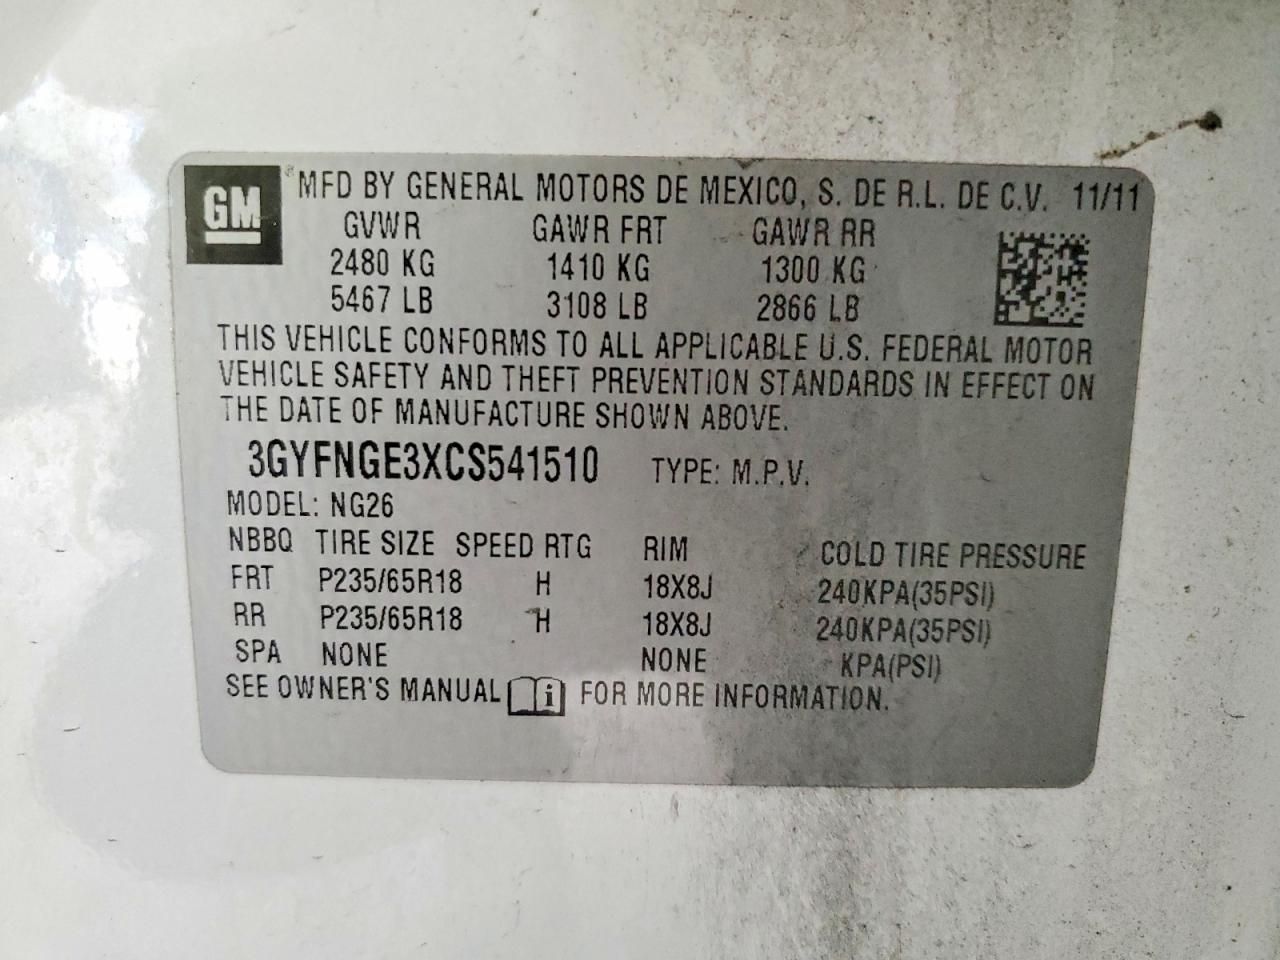 GM
® MFD BY GENERAL MOTORS DE MEXICO, S. DE R.L. DE C.V. 11/11
GVWR GAWR FRT GAWR RR
2480 KG 1410 KG 1300 KG
5467 LB 3108 LB 2866 LB
THIS VEHICLE CONFORMS TO ALL APPLICABLE U.S. FEDERAL MOTOR
VEHICLE SAFETY AND THEFT PREVENTION STANDARDS IN EFFECT ON
THE DATE OF MANUFACTURE SHOWN ABOVE.
3GYFNGE3XCS541510 TYPE: M.P.V.
MODEL: NG26
NBBQ TIRE SIZE SPEED RTG RIM COLD TIRE PRESSURE
FRT P235/65R18 H 18X8J 240KPA(35PSI)
RR P235/65R18 H 18X8J 240KPA(35PSI)
SPA NONE NONE KPA(PSI)
SEE OWNER'S MANUAL i FOR MORE INFORMATION.